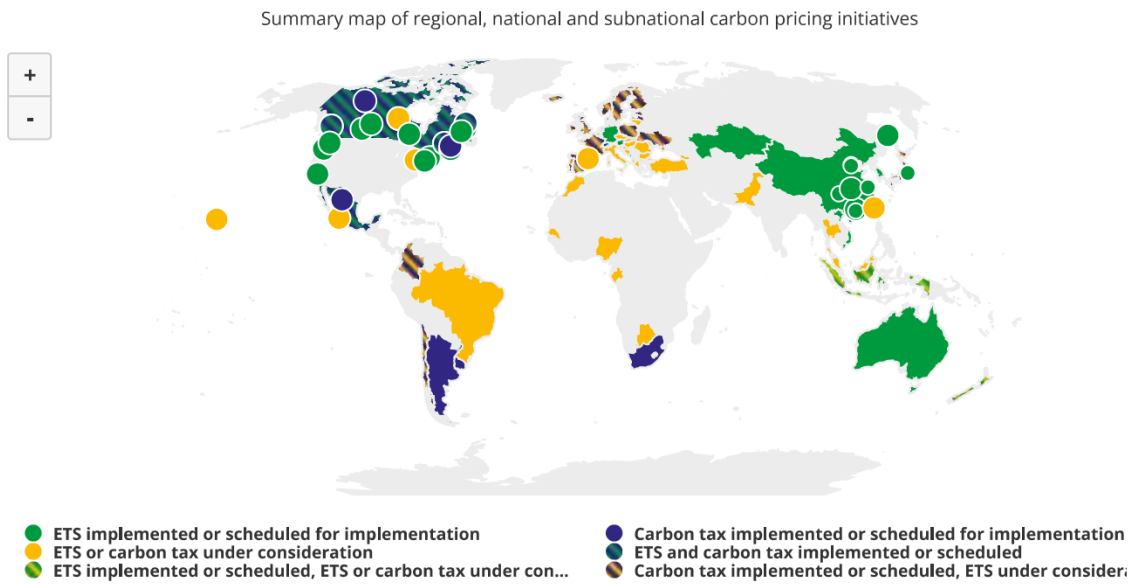 Summary map of regional, national and subnational carbon pricing initiatives
+
-
ETS implemented or scheduled for implementation
ETS or carbon tax under consideration
ETS implemented or scheduled, ETS or carbon tax under con...
Carbon tax implemented or scheduled for implementation
ETS and carbon tax implemented or scheduled
Carbon tax implemented or scheduled, ETS under